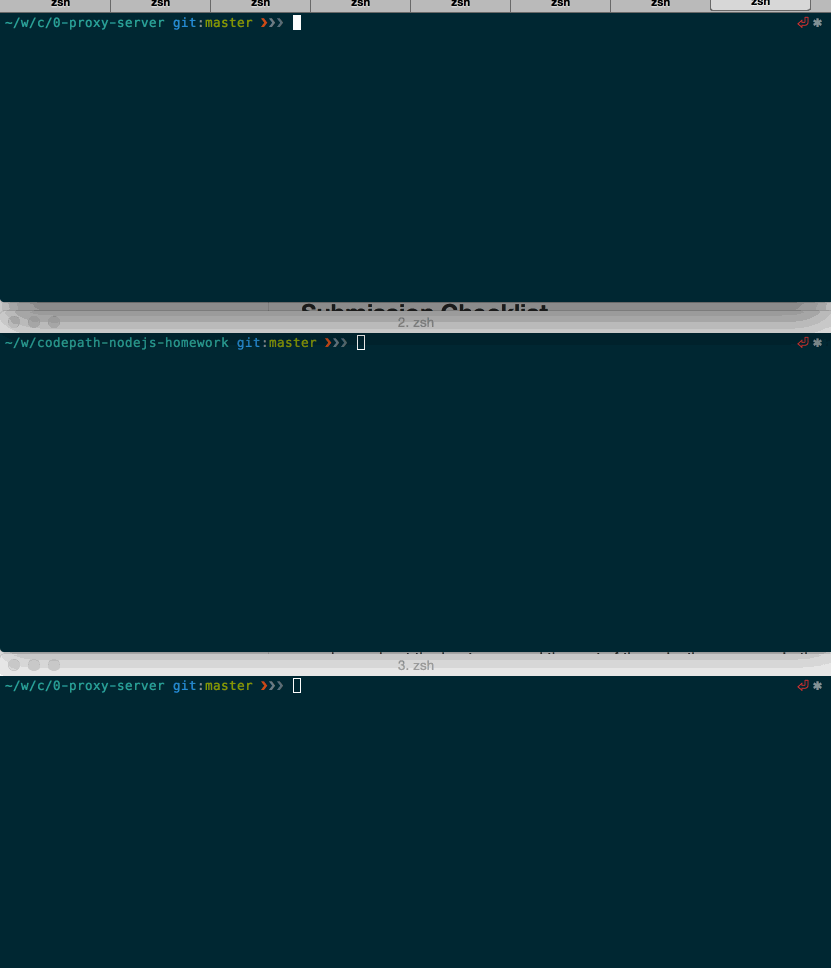 zsh zsh zsh zsh zsh zsh zsh zsh
~/w/c/0-proxy-server git:master ❯❯❯ ⏎ ✱
Submission Checklist
2. zsh
~/w/codepath-nodejs-homework git:master ❯❯❯ ⏎ ✱
3. zsh
~/w/c/0-proxy-server git:master ❯❯❯ ⏎ ✱